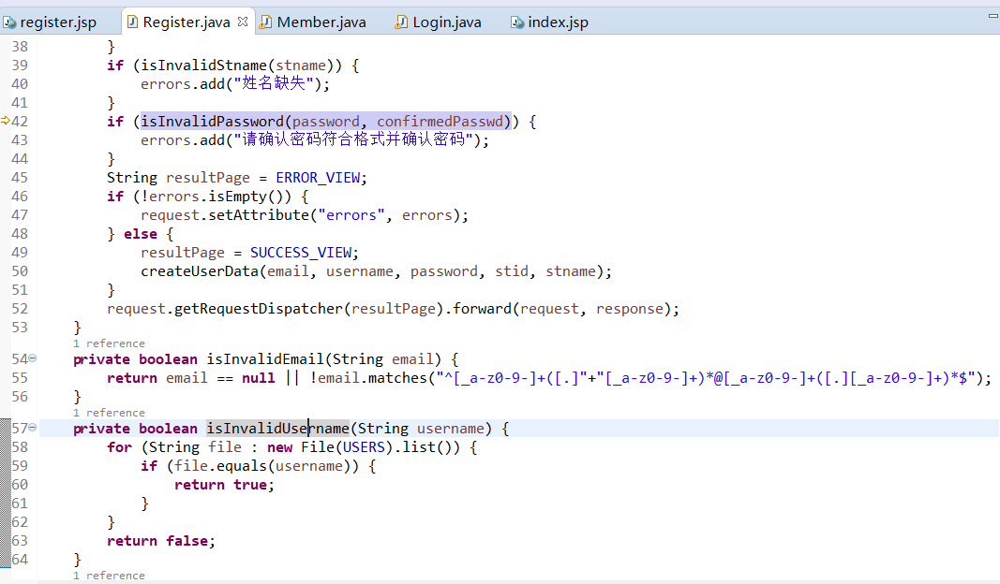 register.jsp Register.java Member.java Login.java index.jsp
38 }
39 if (isInvalidStname(stname)) {
40 errors.add("姓名缺失");
41 }
42 if (isInvalidPassword(password, confirmedPasswd)) {
43 errors.add("请确认密码符合格式并确认密码");
44 }
45 String resultPage = ERROR_VIEW;
46 if (!errors.isEmpty()) {
47 request.setAttribute("errors", errors);
48 } else {
49 resultPage = SUCCESS_VIEW;
50 createUserData(email, username, password, stid, stname);
51 }
52 request.getRequestDispatcher(resultPage).forward(request, response);
53 }
1 reference
54 private boolean isInvalidEmail(String email) {
55 return email == null || !email.matches("^[_a-z0-9-]+([.]"+"[_a-z0-9-]+)*@[_a-z0-9-]+([.][_a-z0-9-]+)*$");
56 }
1 reference
57 private boolean isInvalidUsername(String username) {
58 for (String file : new File(USERS).list()) {
59 if (file.equals(username)) {
60 return true;
61 }
62 }
63 return false;
64 }
1 reference